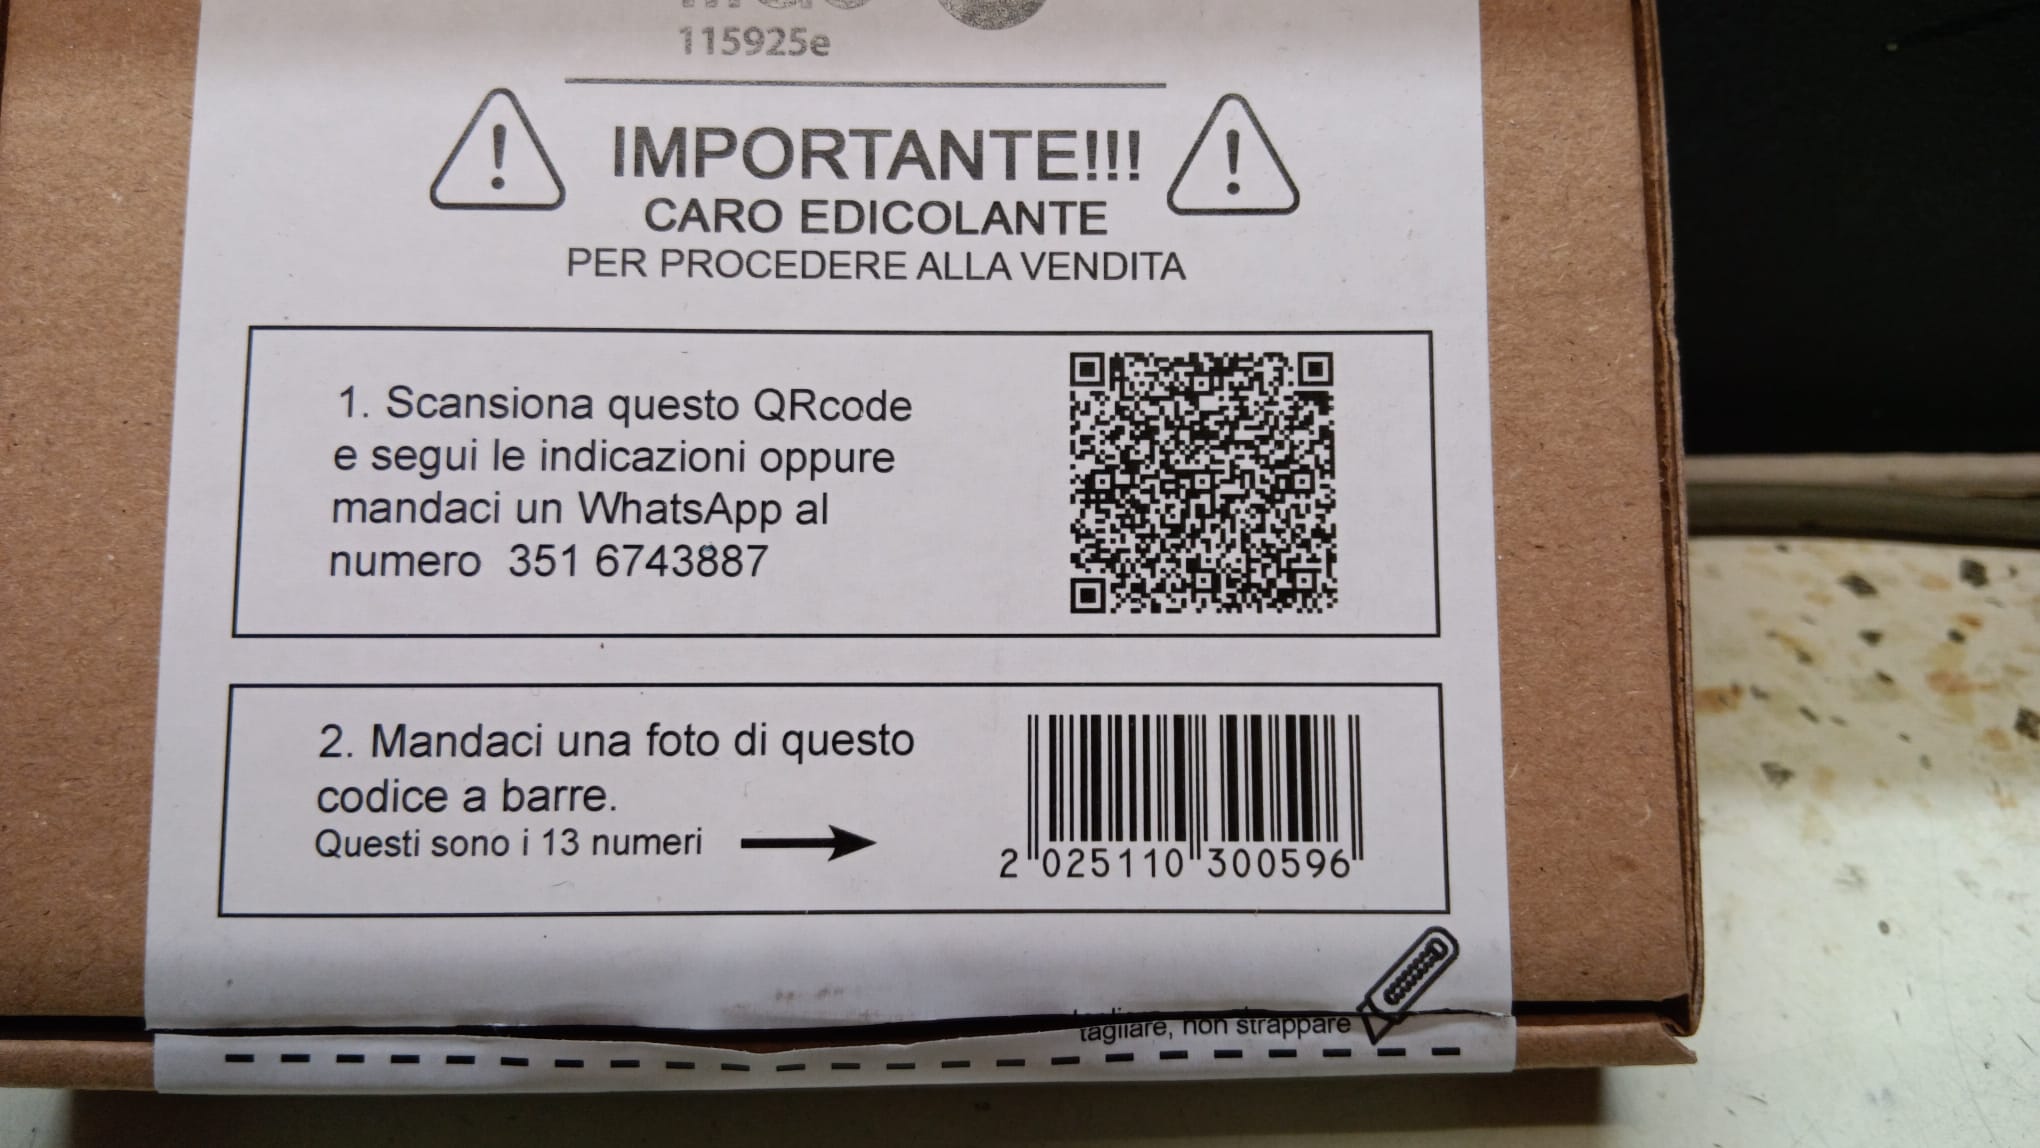 115925e
IMPORTANTE!!!
CARO EDICOLANTE
PER PROCEDERE ALLA VENDITA
1. Scansiona questo QRcode
e segui le indicazioni oppure
mandaci un WhatsApp al
numero 351 6743887
2. Mandaci una foto di questo
codice a barre.
Questi sono i 13 numeri
2 025110 300596
tagliare, non strappare